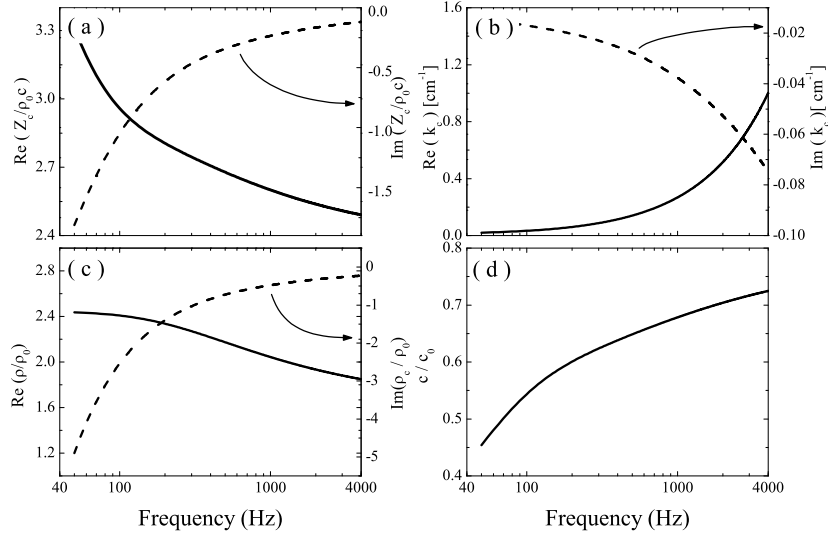 ( a )
3.3
3.0
2.7
2.4
Re ( Z_c/ρ_0c )
0.0
-0.5
-1.0
-1.5
Im ( Z_c/ρ_0c )
( b )
1.6
1.2
0.8
0.4
0.0
Re ( k_c ) [cm^-1]
-0.02
-0.04
-0.06
-0.08
-0.10
Im ( k_c )[ cm^-1]
( c )
2.8
2.4
2.0
1.6
1.2
Re (ρ/ρ_0)
0
-1
-2
-3
-4
-5
Im(ρ_c / ρ_0)
40 100 1000 4000
Frequency (Hz)
( d )
0.8
0.7
0.6
0.5
0.4
c / c_0
40 100 1000 4000
Frequency (Hz)